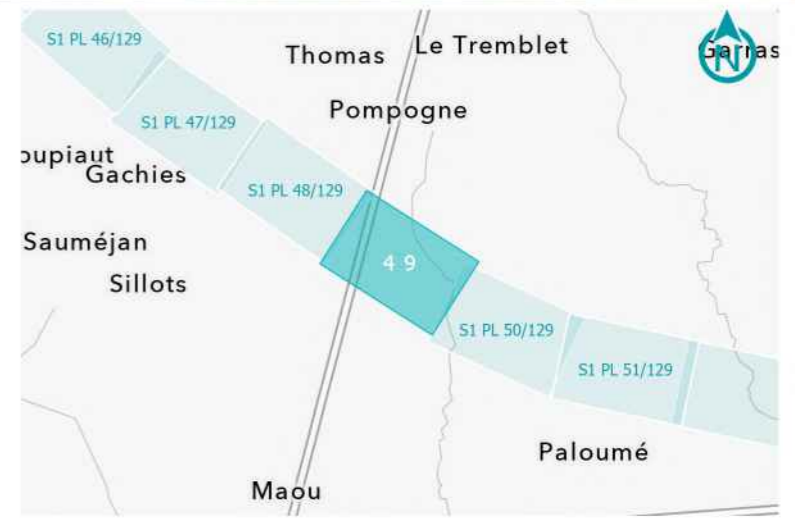 S1 PL 46/129
Thomas
Le Tremblet
N
Pompogne
S1 PL 47/129
Gachies
S1 PL 48/129
Sauméjan
4 9
Sillots
S1 PL 50/129
S1 PL 51/129
Paloumé
Maou